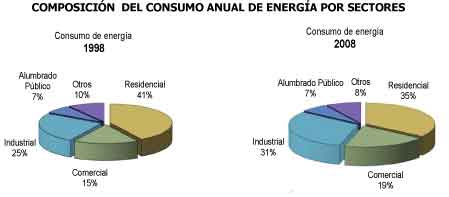 COMPOSICIÓN DEL CONSUMO ANUAL DE ENERGÍA POR SECTORES
Consumo de energía
1998
Alumbrado
Público
7%
Otros
10%
Residencial
41%
Industrial
25%
Comercial
15%
Consumo de energía
2008
Alumbrado Público
7%
Otros
8%
Residencial
35%
Industrial
31%
Comercial
19%